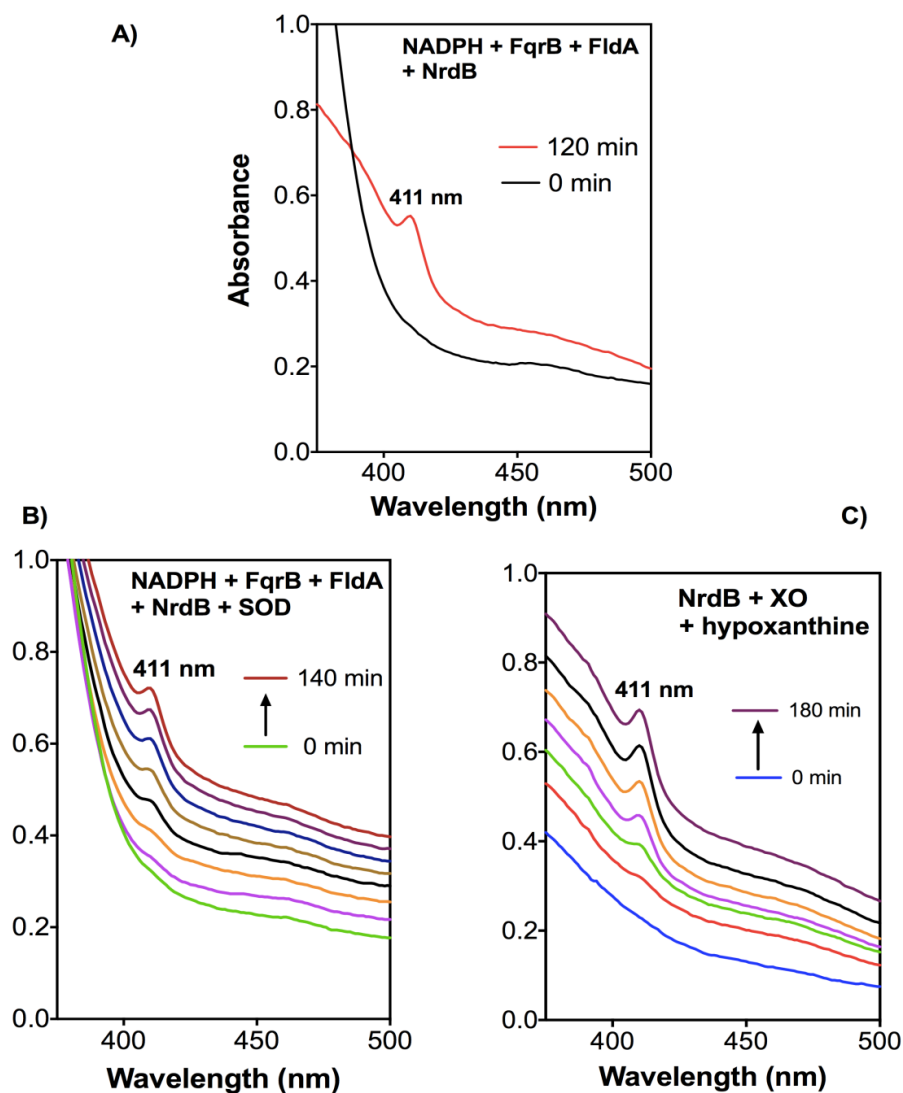 A)
NADPH + FqrB + FldA
+ NrdB
120 min
0 min
411 nm
Absorbance
1.0
0.8
0.6
0.4
0.2
0.0
400
450
500
Wavelength (nm)
B)
NADPH + FqrB + FldA
+ NrdB + SOD
411 nm
140 min
0 min
1.0
0.8
0.6
0.4
0.2
0.0
400
450
500
Wavelength (nm)
C)
NrdB + XO
+ hypoxanthine
411 nm
180 min
0 min
1.0
0.8
0.6
0.4
0.2
0.0
400
450
500
Wavelength (nm)